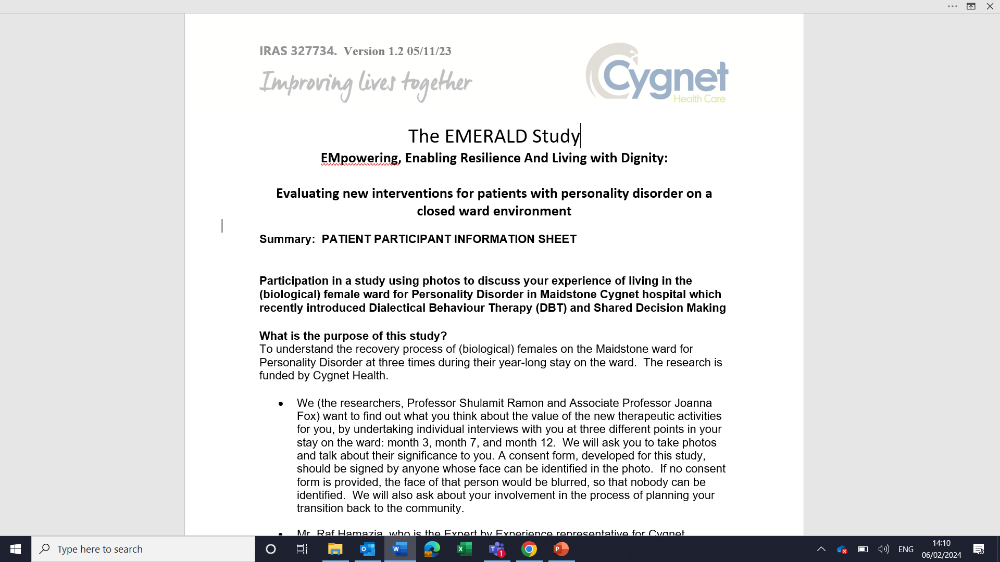 IRAS 327734.  Version 1.2 05/11/23
Improving lives together
Cygnet
Health Care
The EMERALD Study
EMpowering, Enabling Resilience And Living with Dignity:
Evaluating new interventions for patients with personality disorder on a
closed ward environment
Summary:  PATIENT PARTICIPANT INFORMATION SHEET
Participation in a study using photos to discuss your experience of living in the
(biological) female ward for Personality Disorder in Maidstone Cygnet hospital which
recently introduced Dialectical Behaviour Therapy (DBT) and Shared Decision Making
What is the purpose of this study?
To understand the recovery process of (biological) females on the Maidstone ward for
Personality Disorder at three times during their year-long stay on the ward.  The research is
funded by Cygnet Health.
• We (the researchers, Professor Shulamit Ramon and Associate Professor Joanna
Fox) want to find out what you think about the value of the new therapeutic activities
for you, by undertaking individual interviews with you at three different points in your
stay on the ward: month 3, month 7, and month 12.  We will ask you to take photos
and talk about their significance to you. A consent form, developed for this study,
should be signed by anyone whose face can be identified in the photo.  If no consent
form is provided, the face of that person would be blurred, so that nobody can be
identified.  We will also ask about your involvement in the process of planning your
transition back to the community.
• Mr. Raf Hamazia, who is the Expert by Experience representative for Cygnet
Type here to search
ENG
14:10
06/02/2024